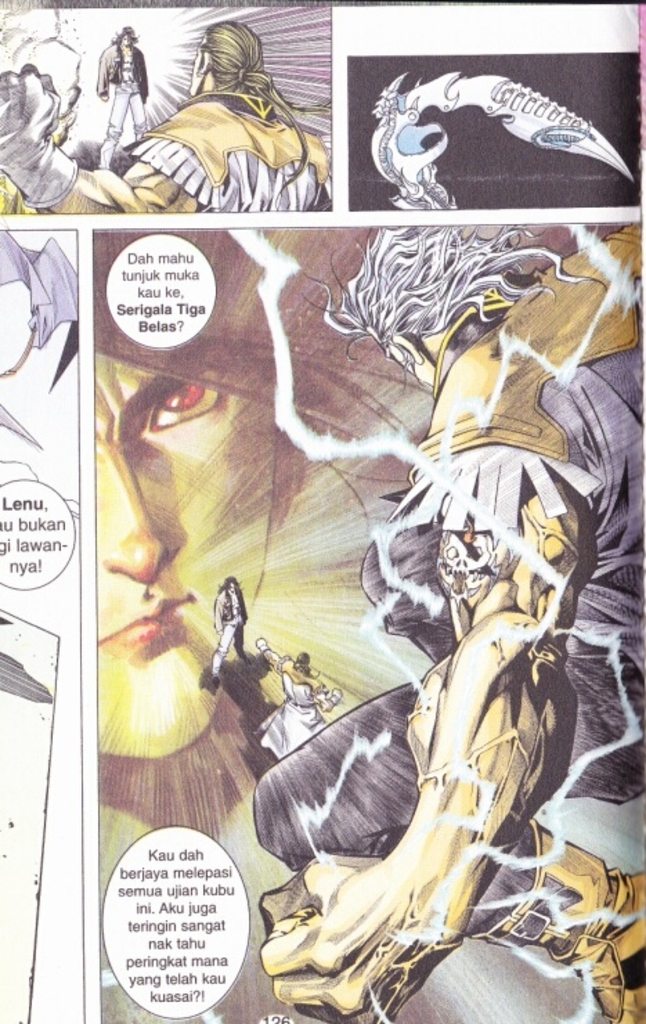 Dah mahu
tunjuk muka
kau ke,
Serigala Tiga
Belas?
Lenu,
bukan
lawan-
nya!
Kau dah
berjaya melepasi
semua ujian kubu
ini. Aku juga
teringin sangat
nak tahu
peringkat mana
yang telah kau
kuasai?!
126